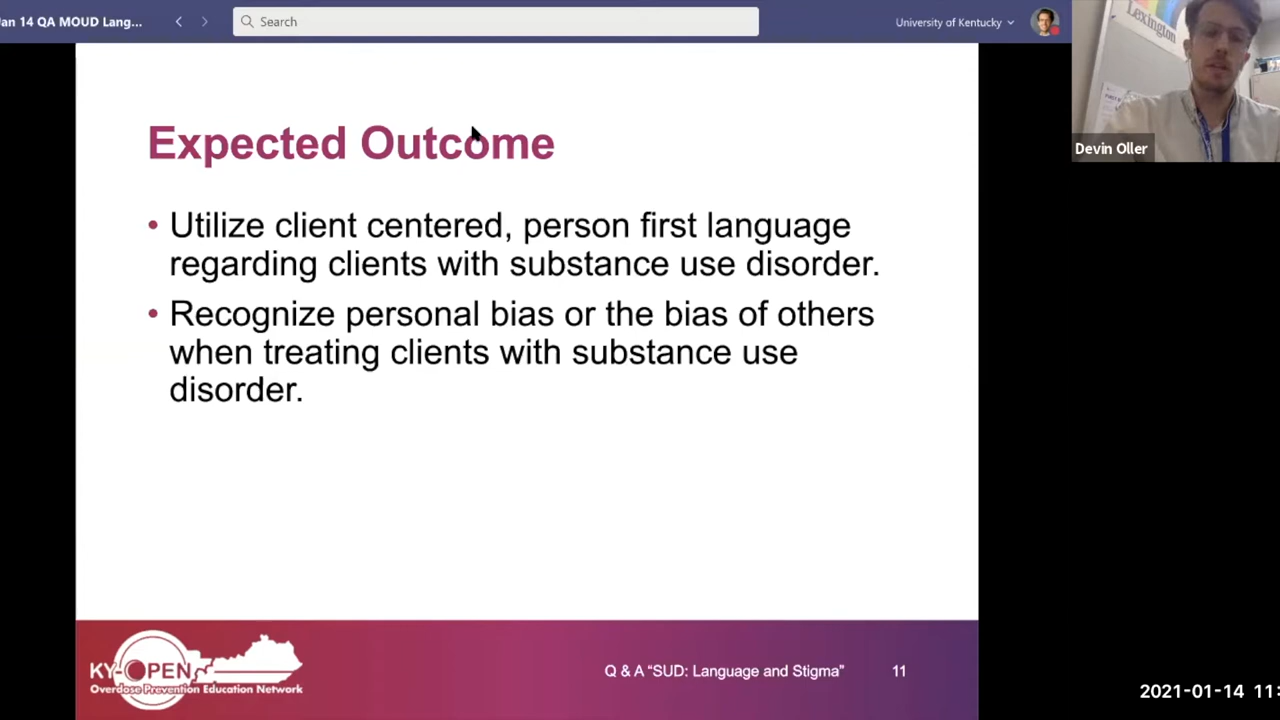 Jan 14 QA MOUD Lang...
Search
University of Kentucky
Lexington
Devin Oller
Expected Outcome
• Utilize client centered, person first language
regarding clients with substance use disorder.
• Recognize personal bias or the bias of others
when treating clients with substance use
disorder.
KY-OPEN
Overdose Prevention Education Network
Q & A “SUD: Language and Stigma”
11
2021-01-14 11: